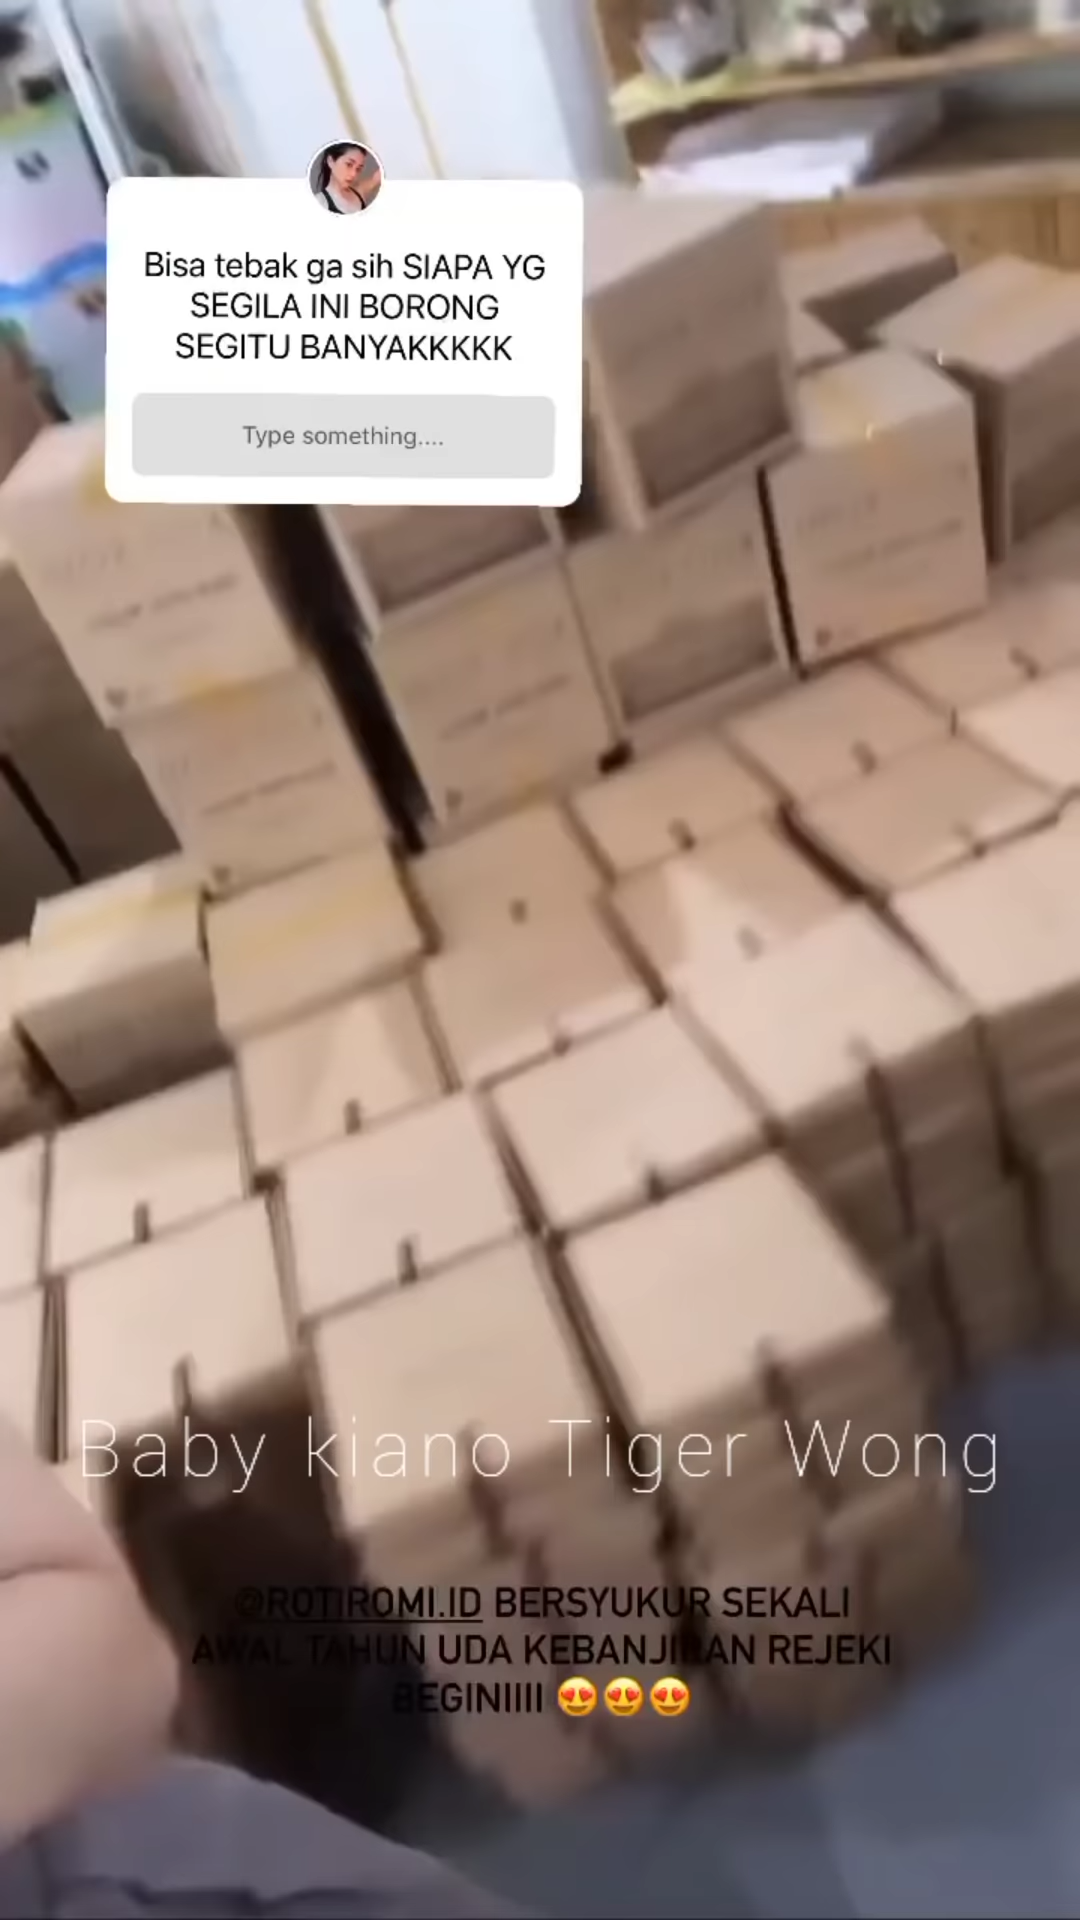 Bisa tebak ga sih SIAPA YG
SEGILA INI BORONG
SEGITU BANYAKKKKK
Type something....
Baby kiano Tiger Wong
@ROTIROMI.ID BERSYUKUR SEKALI
AWAL TAHUN UDA KEBANJIRAN REJEKI
BEGINIIII 😍😍😍